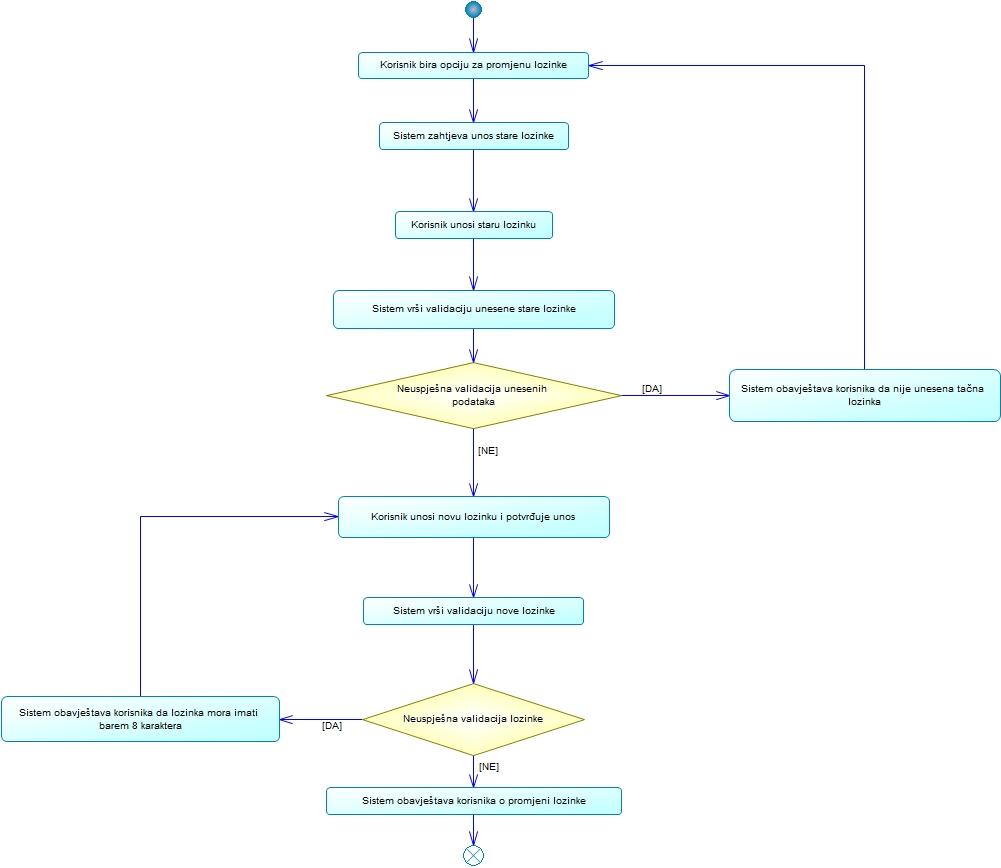 Korisnik bira opciju za promjenu lozinke
Sistem zahtjeva unos stare lozinke
Korisnik unosi staru lozinku
Sistem vrši validaciju unesene stare lozinke
Neuspješna validacija unesenih
podataka
[DA]
Sistem obavještava korisnika da nije unesena tačna
lozinka
[NE]
Korisnik unosi novu lozinku i potvrđuje unos
Sistem vrši validaciju nove lozinke
Neuspješna validacija lozinke
[DA]
Sistem obavještava korisnika da lozinka mora imati
barem 8 karaktera
[NE]
Sistem obavještava korisnika o promjeni lozinke